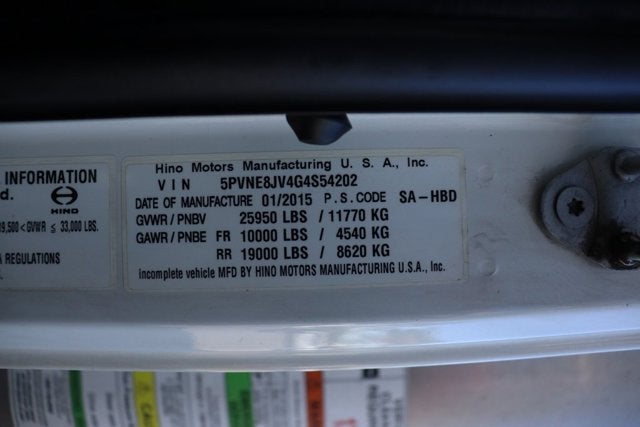 INFORMATION
d.
HINO
< GVWR ≤ 33,000 LBS.
REGULATIONS
Hino Motors Manufacturing U. S. A., Inc.
VIN 5PVNE8JV4G4S54202
DATE OF MANUFACTURE 01/2015 P.S. CODE SA-HBD
GVWR / PNBV 25950 LBS / 11770 KG
GAWR / PNBE FR 10000 LBS / 4540 KG
RR 19000 LBS / 8620 KG
incomplete vehicle MFD BY HINO MOTORS MANUFACTURING U.S.A., Inc.